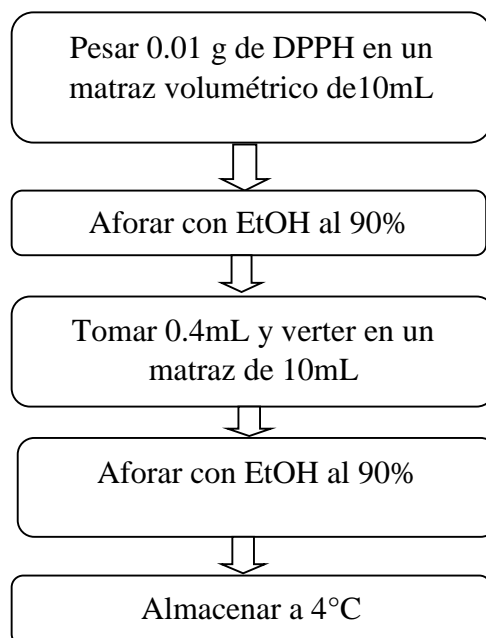 Pesar 0.01 g de DPPH en un
matraz volumétrico de10mL
Aforar con EtOH al 90%
Tomar 0.4mL y verter en un
matraz de 10mL
Aforar con EtOH al 90%
Almacenar a 4°C